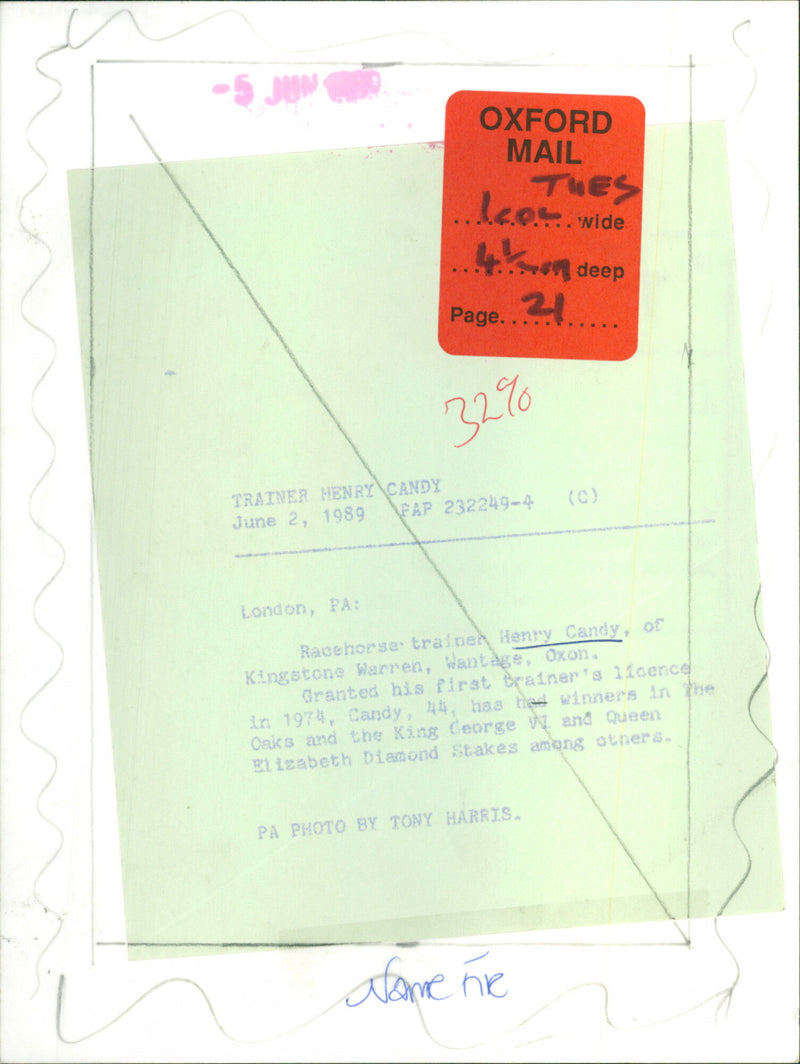 -5 JUN
OXFORD
MAIL
TUES
1col wide
deep
Page 21
32%
TRAINER HENRY CANDY
June 2, 1989 PAP 232249-4 (C)
London, PA:
Racehorse trainer Henry Candy, of
Kingstone Warren, Wantage, Oxon.
Granted his first trainer's licence
in 1974, Candy, 44, has had winners in The
Oaks and the King George VI and Queen
Elizabeth Diamond Stakes among others.
PA PHOTO BY TONY HARRIS.
Name File